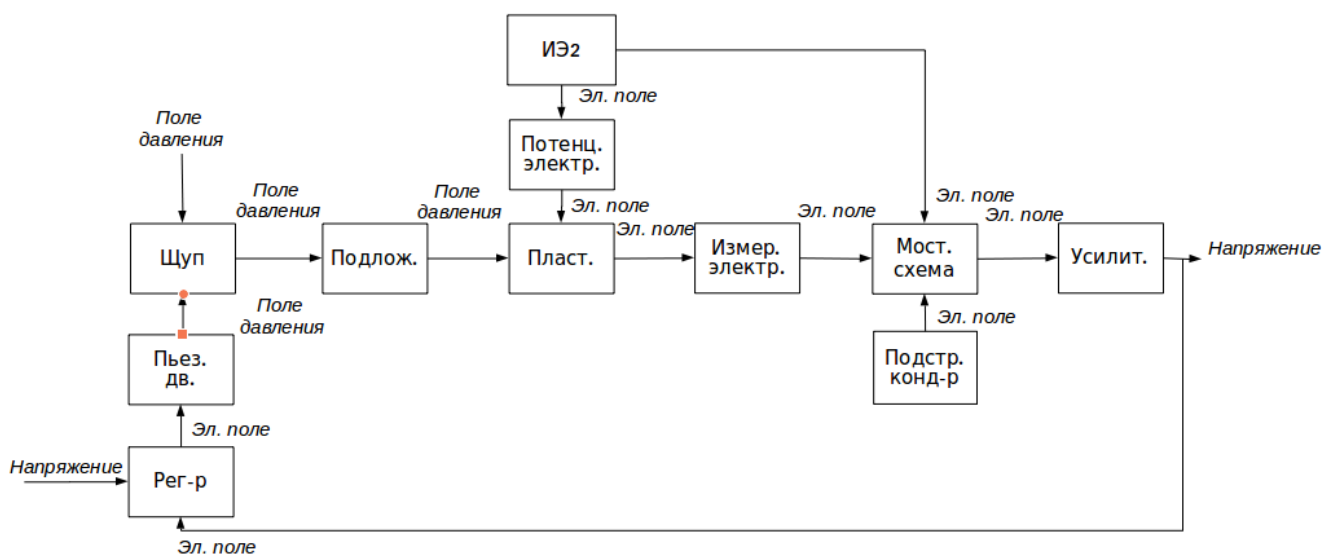 ИЭ2
Эл. поле
Поле
давления
Потенц.
электр.
Поле
давления
Поле
давления
Эл. поле
Эл. поле
Эл. поле
Эл. поле
Эл. поле
Щуп
Подлож.
Пласт.
Измер.
электр.
Мост.
схема
Усилит.
Напряжение
Поле
давления
Эл. поле
Пьез.
дв.
Подстр.
конд-р
Эл. поле
Напряжение
Рег-р
Эл. поле